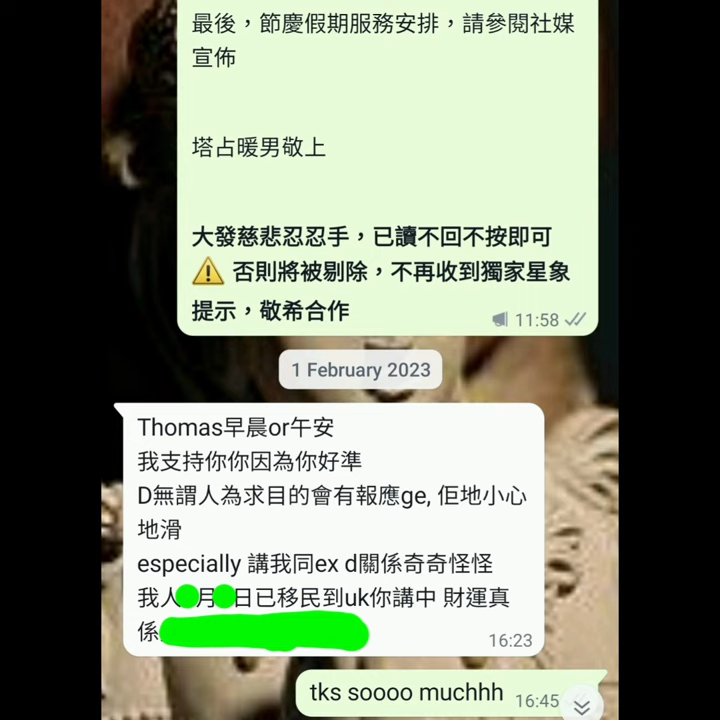 最後，節慶假期服務安排，請參閱社媒
宣佈
塔占暖男敬上
大發慈悲忍忍手，已讀不回不按即可
⚠️ 否則將被剔除，不再收到獨家星象
提示，敬希合作
11:58
1 February 2023
Thomas早晨or午安
我支持你你因為你好準
D無謂人為求目的會有報應ge, 佢地小心
地滑
especially 講我同ex d關係奇奇怪怪
我人月日已移民到uk你講中 財運真
係
16:23
tks soooo muchhh
16:45